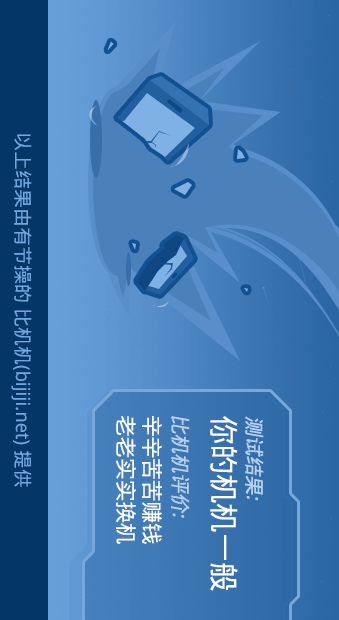 测试结果:
你的机机一般
比机机评价:
辛辛苦苦赚钱
老老实实换机
以上结果由有节操的 比机机(bijiji.net) 提供